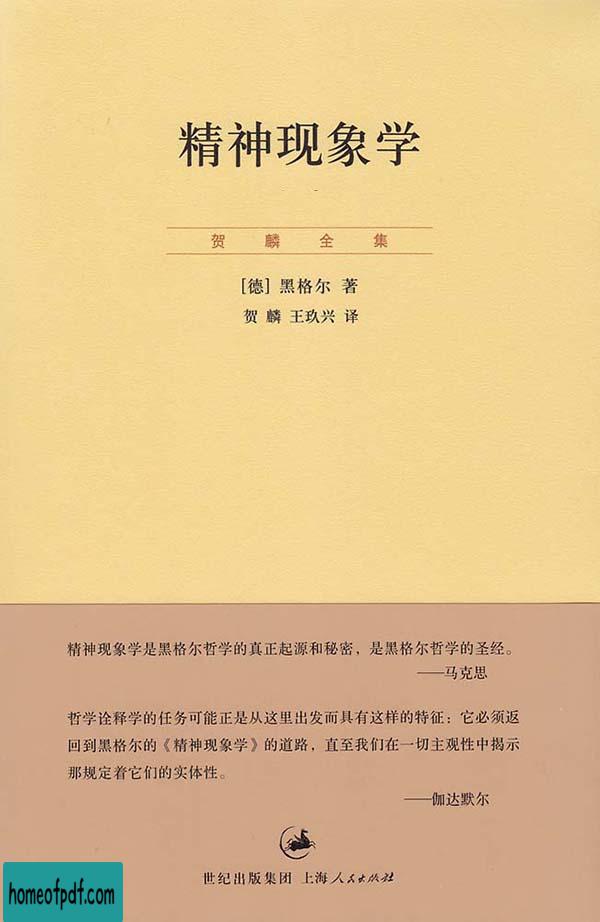 精神现象学
贺麟全集
[德] 黑格尔 著
贺 麟 王玖兴 译
精神现象学是黑格尔哲学的真正起源和秘密，是黑格尔哲学的圣经。
——马克思
哲学诠释学的任务可能正是从这里出发而具有这样的特征：它必须返
回到黑格尔的《精神现象学》的道路，直至我们在一切主观性中揭示
那规定着它们的实体性。
——伽达默尔
世纪出版集团 上海人民出版社
homeofpdf.com